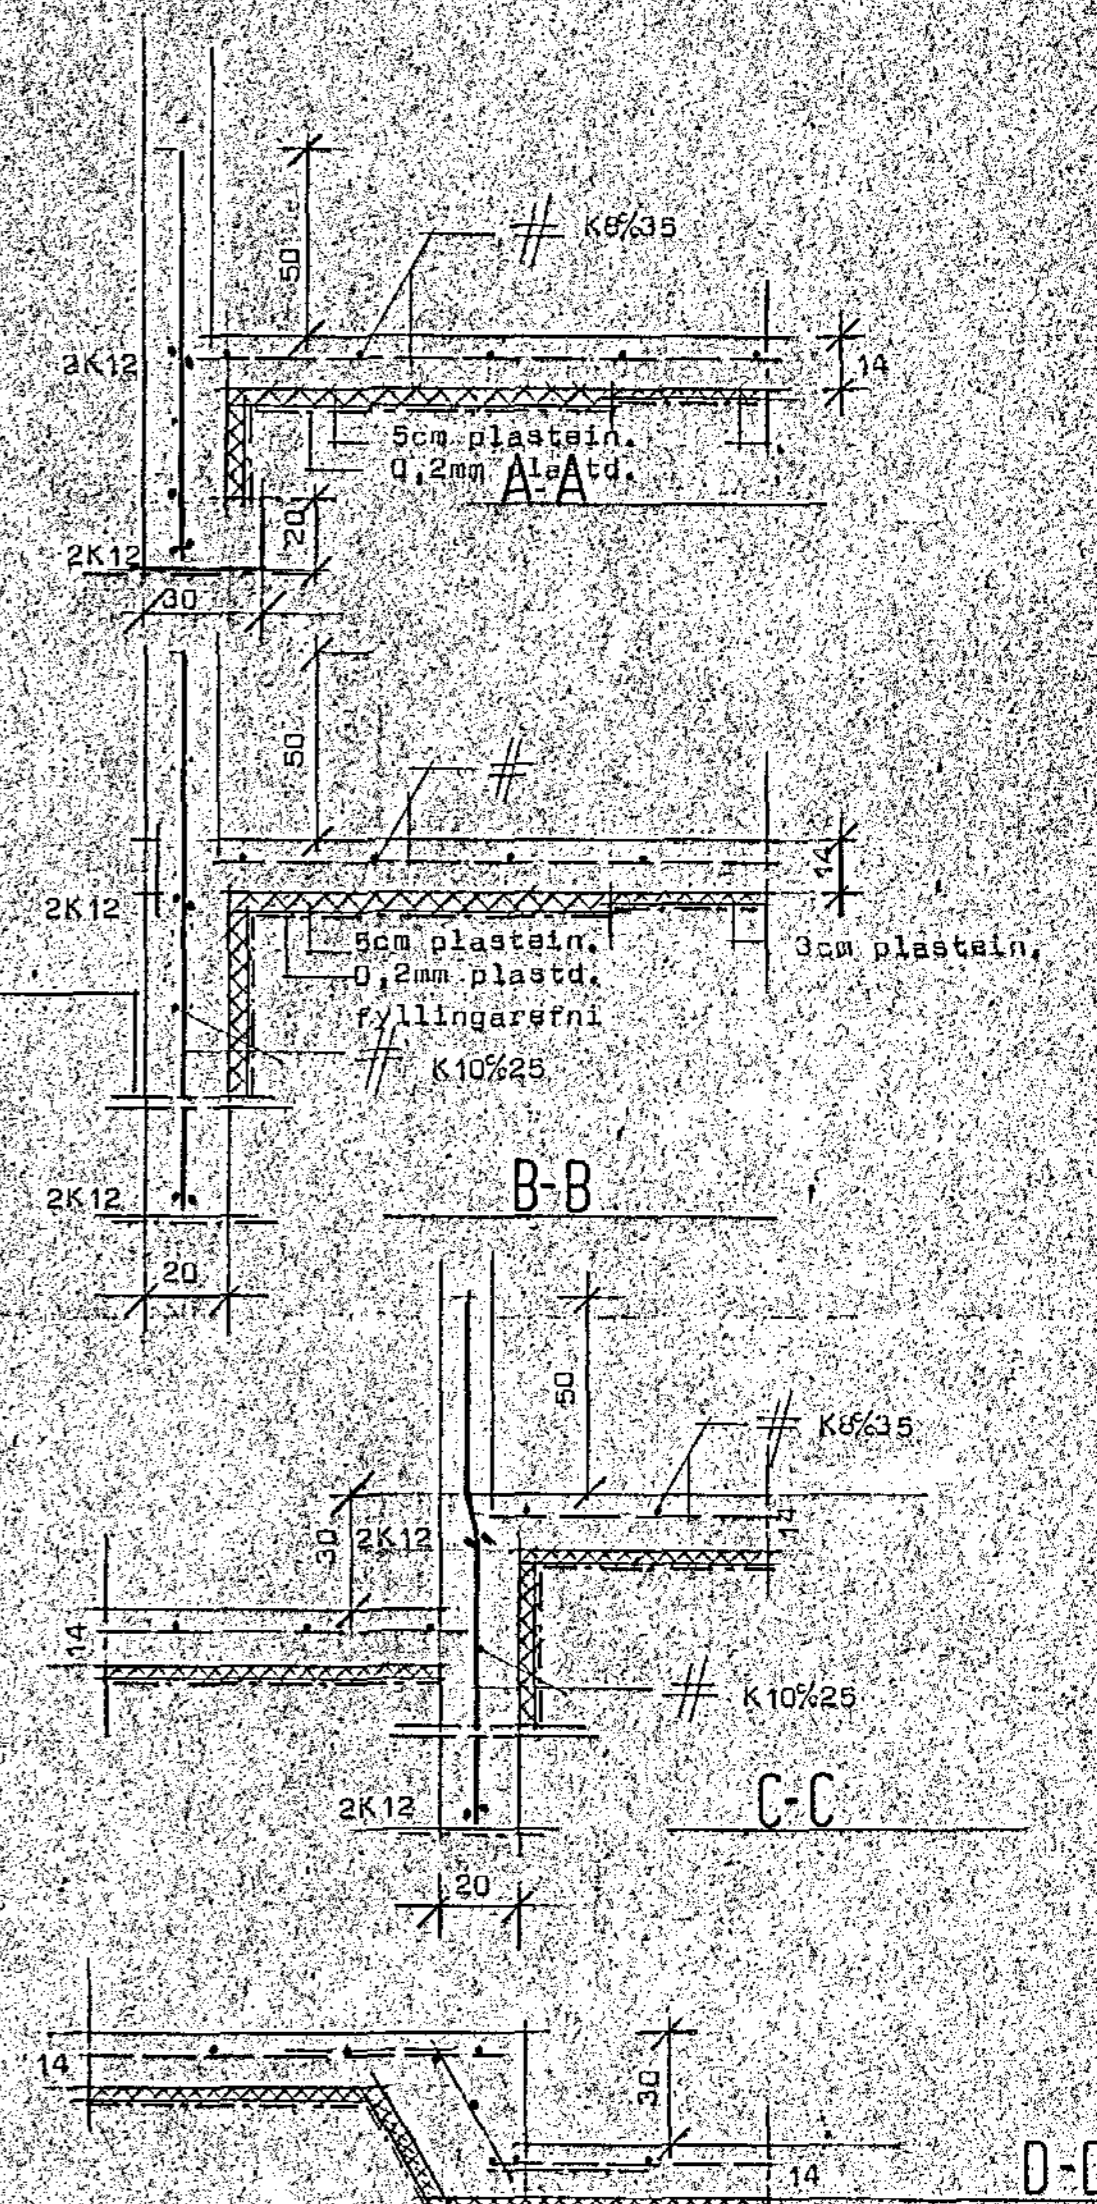 50
K8%35
2K12
14
5cm plastein.
0,2mm plastd.
A-A
20
2K12
30
50
14
2K12
5cm plastein.
3cm plastein.
0,2mm plastd.
fyllingarefni
K10%25
B-B
2K12
20
50
K8%35
30
2K12
14
14
K10%25
C-C
2K12
20
14
30
14
D-D